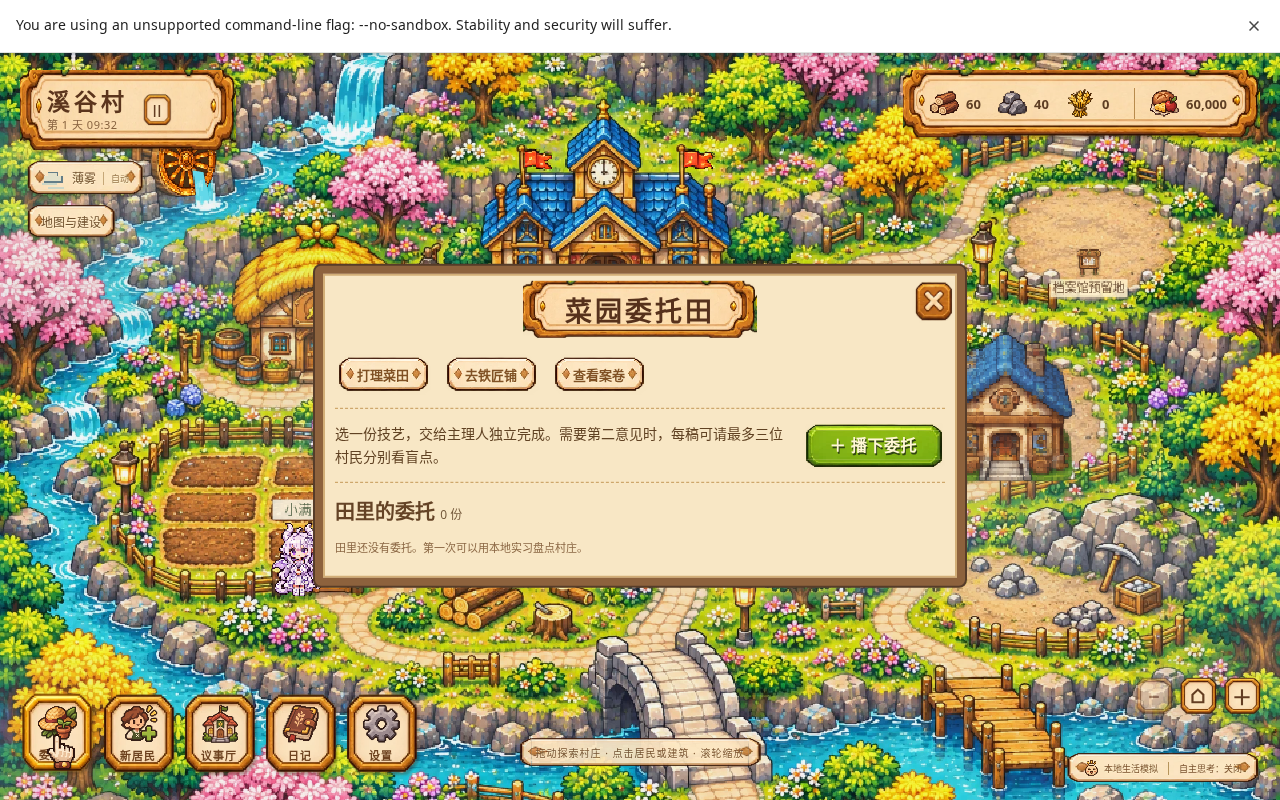 You are using an unsupported command-line flag: --no-sandbox. Stability and security will suffer.
溪谷村
第 1 天 09:32
60
40
0
60,000
薄雾
自动
地图与建设
档案馆预留地
菜园委托田
打理菜田
去铁匠铺
查看案卷
选一份技艺，交给主理人独立完成。需要第二意见时，每稿可请最多三位
村民分别看盲点。
＋ 播下委托
田里的委托 0 份
小满
田里还没有委托。第一次可以用本地实习盘点村庄。
新居民
议事厅
日记
设置
拖动探索村庄 · 点击居民或建筑 · 滚轮缩放
本地生活模拟
自主思考：关闭